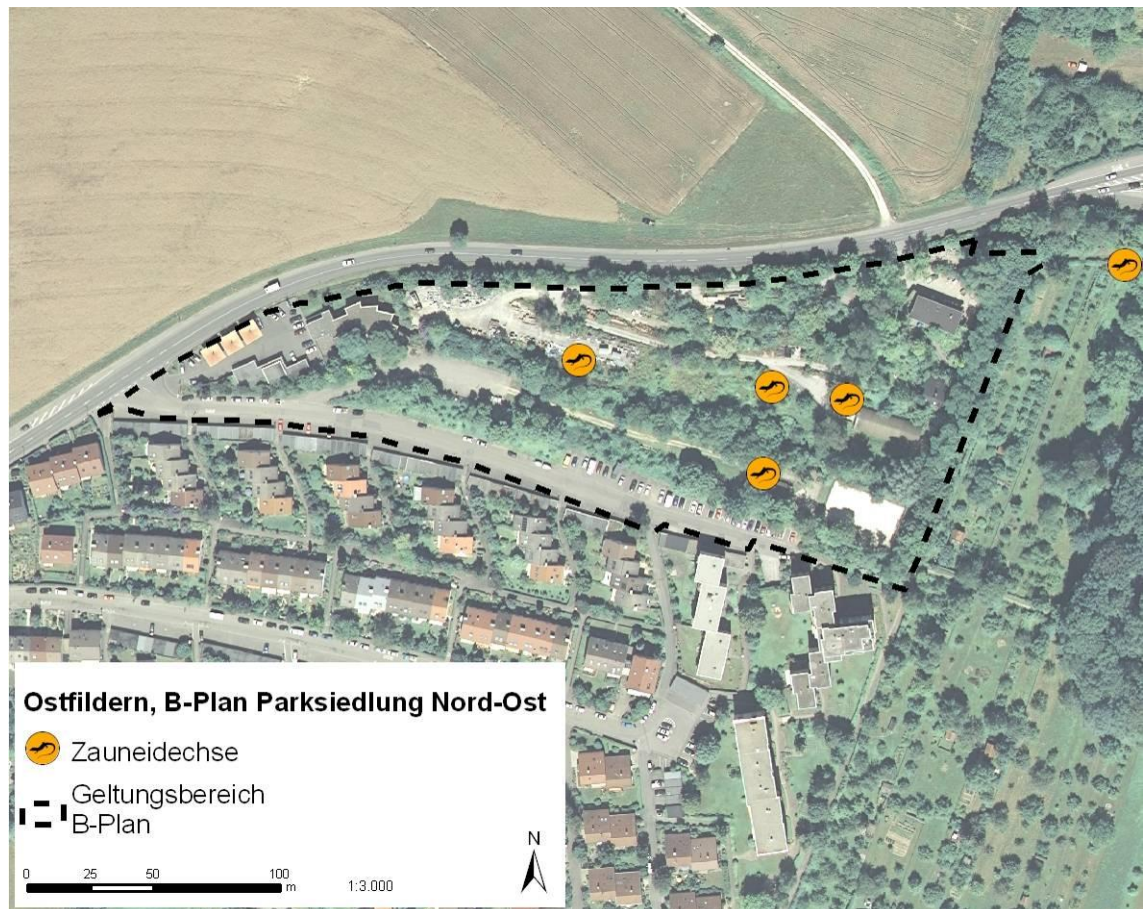 Ostfildern, B-Plan Parksiedlung Nord-Ost
Zauneidechse
Geltungsbereich
B-Plan
N
0 25 50 100
m
1:3.000